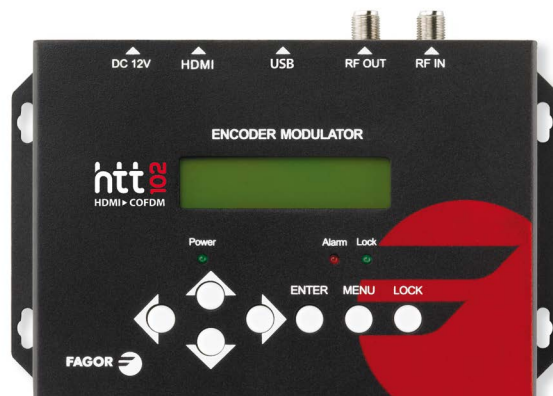 DC 12V HDMI USB RF OUT RF IN
ENCODER MODULATOR
htt 102
HDMI ▶ COFDM
Power Alarm Lock
ENTER MENU LOCK
FAGOR